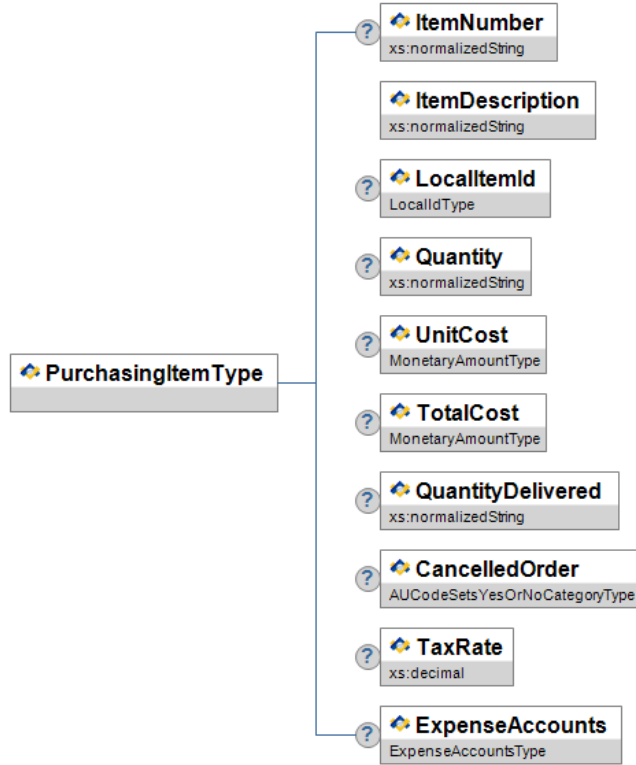 ?
ItemNumber
xs:normalizedString
ItemDescription
xs:normalizedString
?
LocalItemId
LocalIdType
?
Quantity
xs:normalizedString
?
UnitCost
MonetaryAmountType
PurchasingItemType
?
TotalCost
MonetaryAmountType
?
QuantityDelivered
xs:normalizedString
?
CancelledOrder
AUCodeSetsYesOrNoCategoryType
?
TaxRate
xs:decimal
?
ExpenseAccounts
ExpenseAccountsType